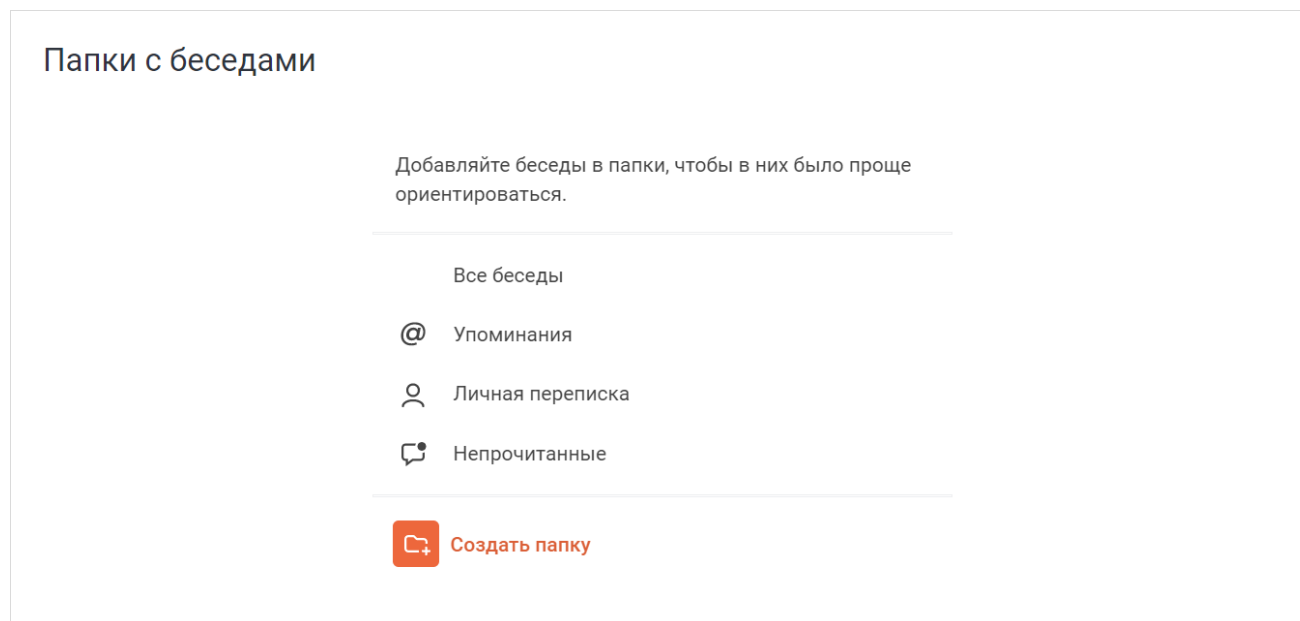 Папки с беседами
Добавляйте беседы в папки, чтобы в них было проще
ориентироваться.
Все беседы
@ Упоминания
Личная переписка
Непрочитанные
Создать папку